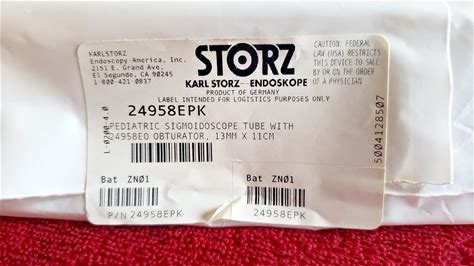 KARLSTORZ
Endoscopy-America, Inc.
2151 E. Grand Ave.
El Segundo, CA 90245
1-800-421-0837
STORZ
KARL STORZ-ENDOSKOPE
PRODUCT OF GERMANY
LABEL INTENDED FOR LOGISTICS PURPOSES ONLY
CAUTION: FEDERAL
LAW (USA) RESTRICTS
THIS DEVICE TO SALE
BY OR ON THE ORDER
OF A PHYSICIAN
L-0200-4.0
24958EPK
PEDIATRIC SIGMOIDOSCOPE TUBE WITH
24958EO OBTURATOR, 13MM X 11CM
5004128507
Bat ZN01
P/N 24958EPK
Bat ZN01
24958EPK